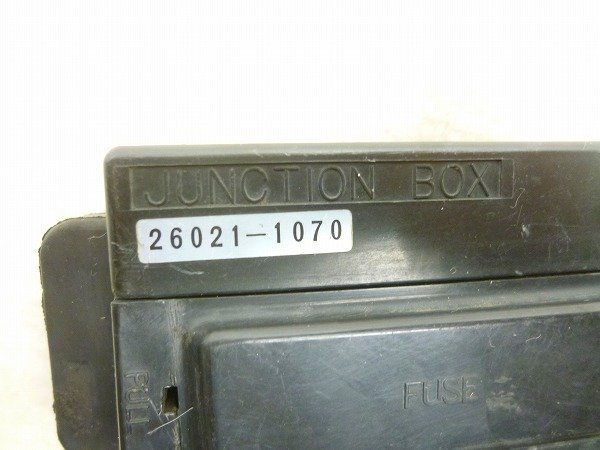 JUNCTION BOX
26021-1070
FUSE
PULL